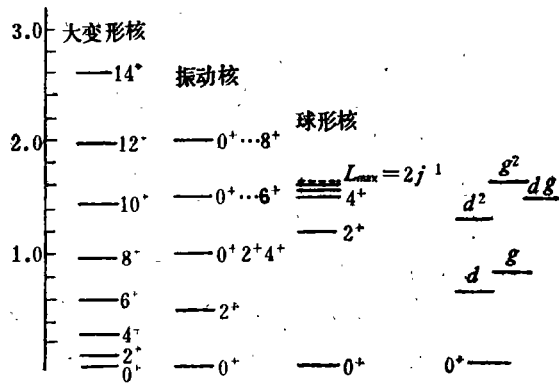 3.0
大变形核
14⁺
振动核
球形核
2.0
12⁺
0⁺…8⁺
Lmax=2j-1
g²
10⁺
0⁺…6⁺
4⁺
d²
dg
2⁺
1.0
8⁺
0⁺2⁺4⁺
d
g
6⁺
2⁺
4⁺
2⁺
0⁺
0⁺
0⁺
0⁺